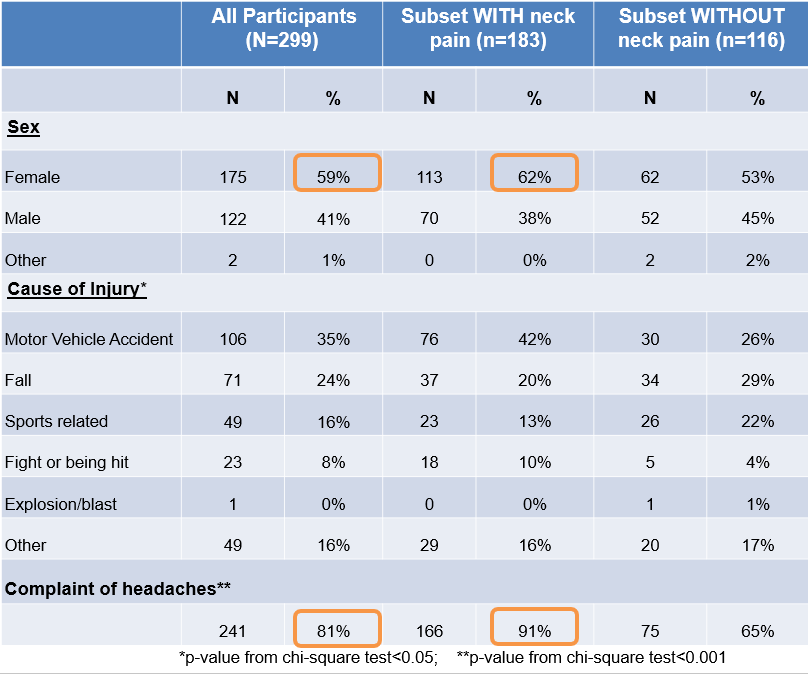 All Participants (N=299) Subset WITH neck pain (n=183) Subset WITHOUT neck pain (n=116)
N % N % N %
Sex
Female 175 59% 113 62% 62 53%
Male 122 41% 70 38% 52 45%
Other 2 1% 0 0% 2 2%
Cause of Injury*
Motor Vehicle Accident 106 35% 76 42% 30 26%
Fall 71 24% 37 20% 34 29%
Sports related 49 16% 23 13% 26 22%
Fight or being hit 23 8% 18 10% 5 4%
Explosion/blast 1 0% 0 0% 1 1%
Other 49 16% 29 16% 20 17%
Complaint of headaches**
241 81% 166 91% 75 65%
*p-value from chi-square test<0.05; **p-value from chi-square test<0.001